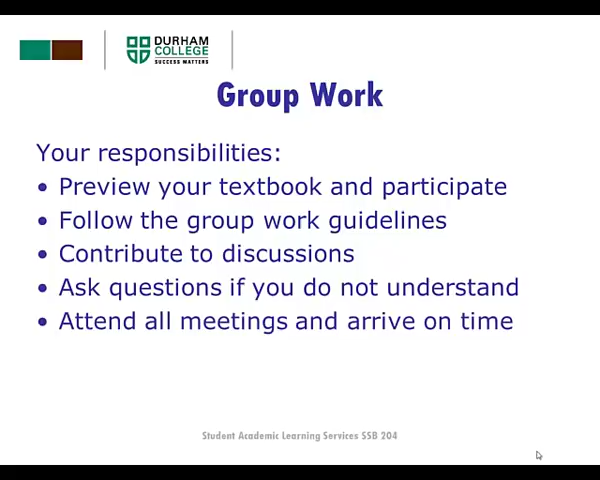 DURHAM
COLLEGE
SUCCESS MATTERS
Group Work
Your responsibilities:
• Preview your textbook and participate
• Follow the group work guidelines
• Contribute to discussions
• Ask questions if you do not understand
• Attend all meetings and arrive on time
Student Academic Learning Services SSB 204